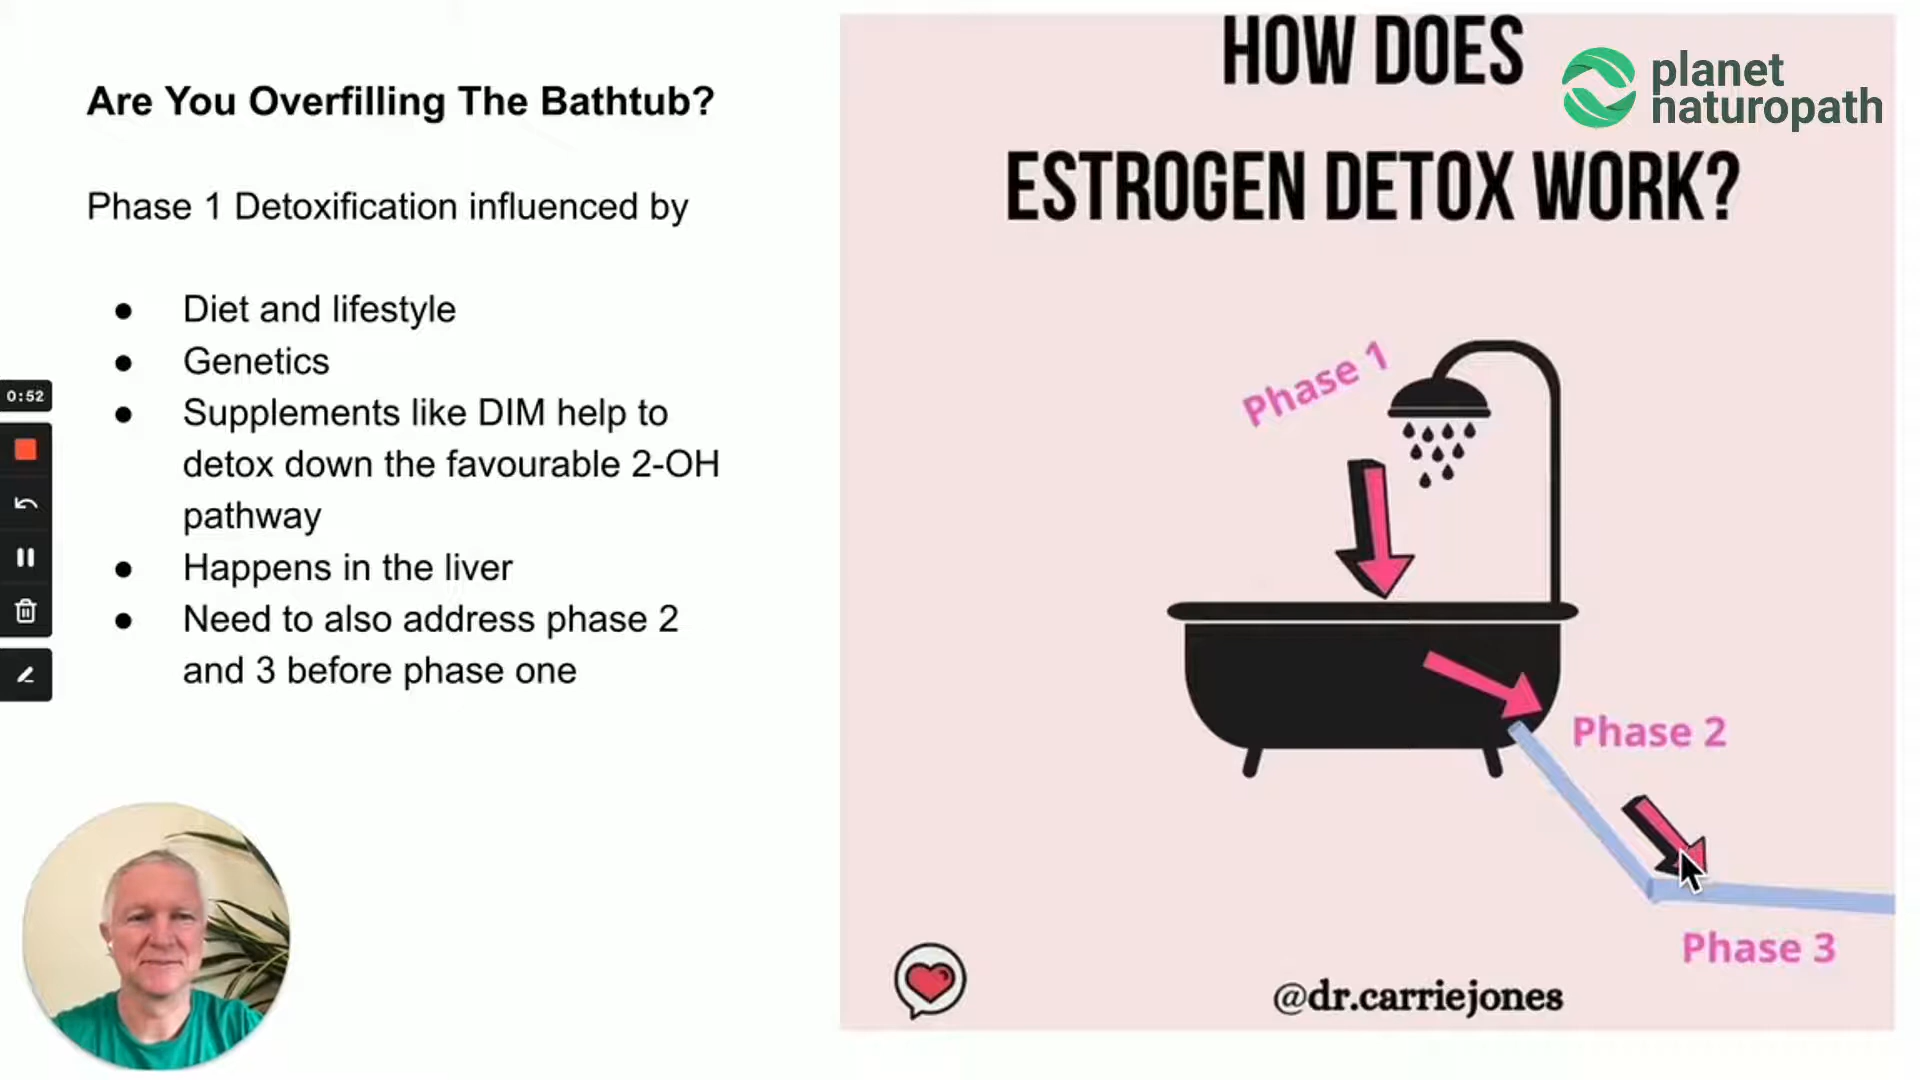 Are You Overfilling The Bathtub?
Phase 1 Detoxification influenced by
● Diet and lifestyle
● Genetics
● Supplements like DIM help to
detox down the favourable 2-OH
pathway
● Happens in the liver
● Need to also address phase 2
and 3 before phase one
0:52
HOW DOES
ESTROGEN DETOX WORK?
planet
naturopath
Phase 1
Phase 2
Phase 3
@dr.carriejones